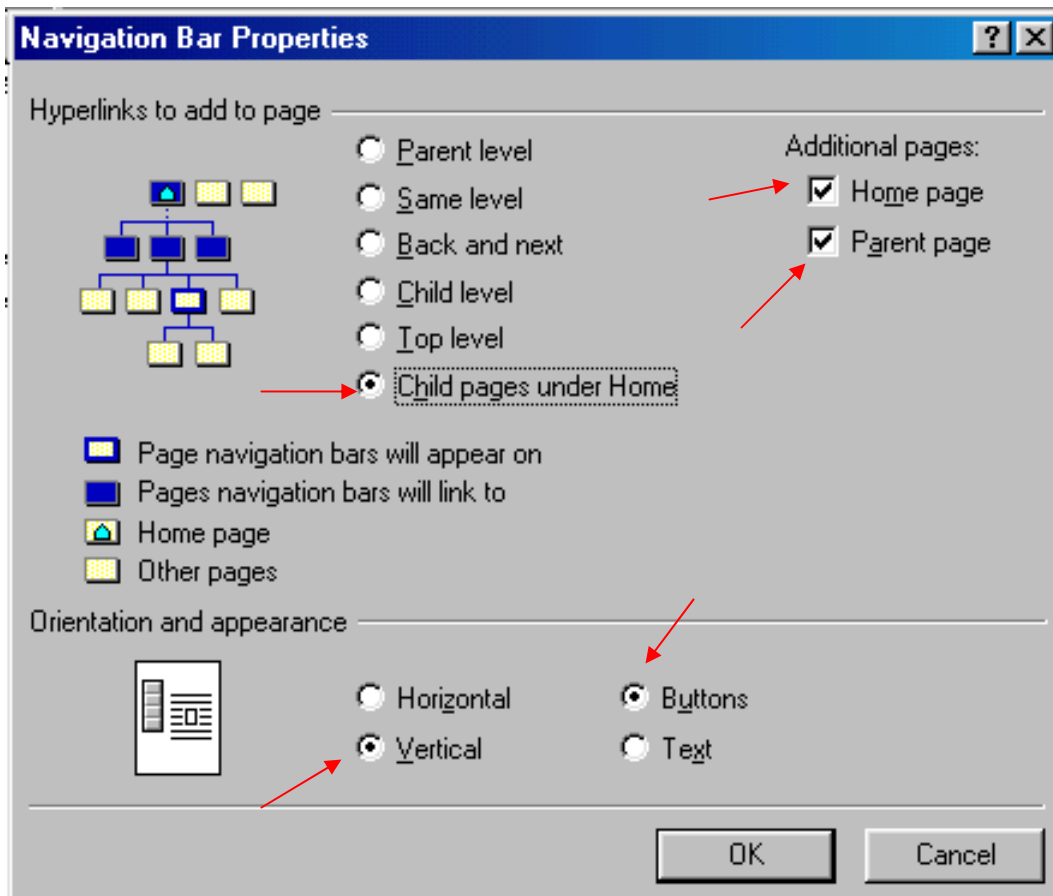 Navigation Bar Properties
Hyperlinks to add to page
Parent level
Same level
Back and next
Child level
Top level
Child pages under Home
Additional pages:
Home page
Parent page
Page navigation bars will appear on
Pages navigation bars will link to
Home page
Other pages
Orientation and appearance
Horizontal
Vertical
Buttons
Text
OK
Cancel